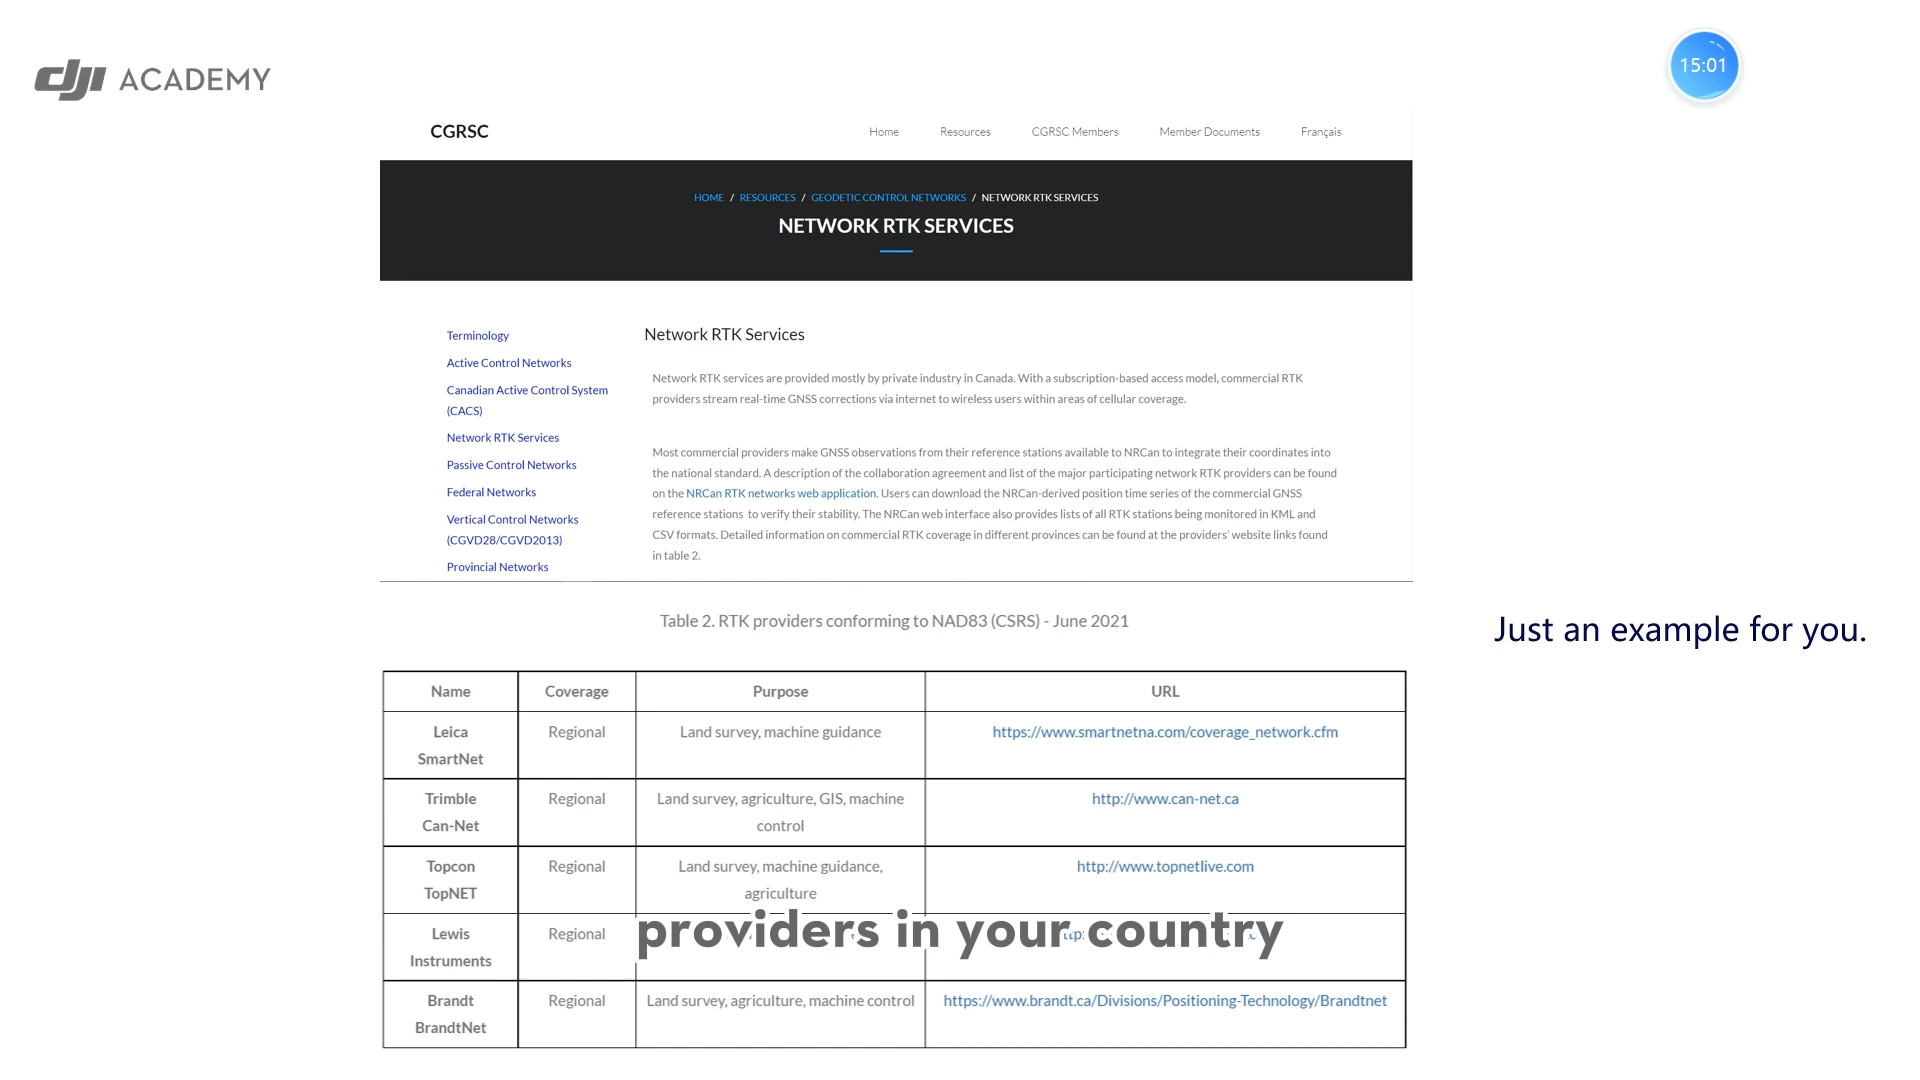 dji ACADEMY
15:01
CGRSC
Home Resources CGRSC Members Member Documents Français
HOME / RESOURCES / GEODETIC CONTROL NETWORKS / NETWORK RTK SERVICES
NETWORK RTK SERVICES
Terminology
Active Control Networks
Canadian Active Control System
(CACS)
Network RTK Services
Passive Control Networks
Federal Networks
Vertical Control Networks
(CGVD28/CGVD2013)
Provincial Networks
Network RTK Services
Network RTK services are provided mostly by private industry in Canada. With a subscription-based access model, commercial RTK
providers stream real-time GNSS corrections via internet to wireless users within areas of cellular coverage.
Most commercial providers make GNSS observations from their reference stations available to NRCan to integrate their coordinates into
the national standard. A description of the collaboration agreement and list of the major participating network RTK providers can be found
on the NRCan RTK networks web application. Users can download the NRCan-derived position time series of the commercial GNSS
reference stations to verify their stability. The NRCan web interface also provides lists of all RTK stations being monitored in KML and
CSV formats. Detailed information on commercial RTK coverage in different provinces can be found at the providers' website links found
in table 2.
Table 2. RTK providers conforming to NAD83 (CSRS) - June 2021
Just an example for you.
Name Coverage Purpose URL
Leica Regional Land survey, machine guidance https://www.smartnetna.com/coverage_network.cfm
SmartNet
Trimble Regional Land survey, agriculture, GIS, machine http://www.can-net.ca
Can-Net control
Topcon Regional Land survey, machine guidance, http://www.topnetlive.com
TopNET agriculture
Lewis Regional
Instruments
providers in your country
Brandt Regional Land survey, agriculture, machine control https://www.brandt.ca/Divisions/Positioning-Technology/Brandtnet
BrandtNet